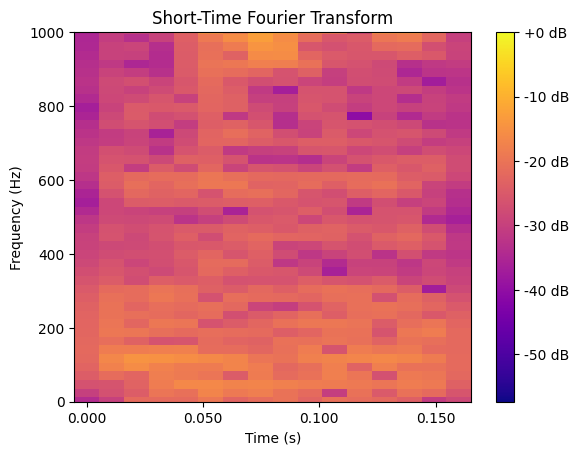 Short-Time Fourier Transform
1000
800
600
400
200
0
Frequency (Hz)
0.000
0.050
0.100
0.150
Time (s)
+0 dB
-10 dB
-20 dB
-30 dB
-40 dB
-50 dB